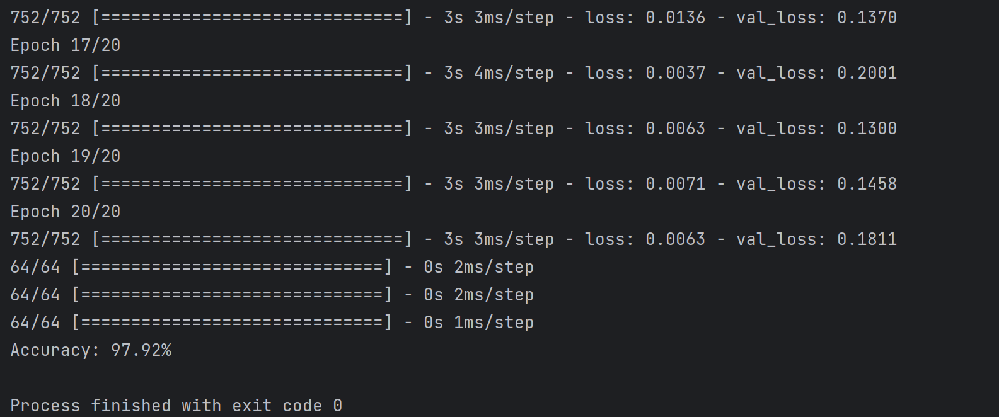 752/752 [==============================] - 3s 3ms/step - loss: 0.0136 - val_loss: 0.1370
Epoch 17/20
752/752 [==============================] - 3s 4ms/step - loss: 0.0037 - val_loss: 0.2001
Epoch 18/20
752/752 [==============================] - 3s 3ms/step - loss: 0.0063 - val_loss: 0.1300
Epoch 19/20
752/752 [==============================] - 3s 3ms/step - loss: 0.0071 - val_loss: 0.1458
Epoch 20/20
752/752 [==============================] - 3s 3ms/step - loss: 0.0063 - val_loss: 0.1811
64/64 [==============================] - 0s 2ms/step
64/64 [==============================] - 0s 2ms/step
64/64 [==============================] - 0s 1ms/step
Accuracy: 97.92%
Process finished with exit code 0